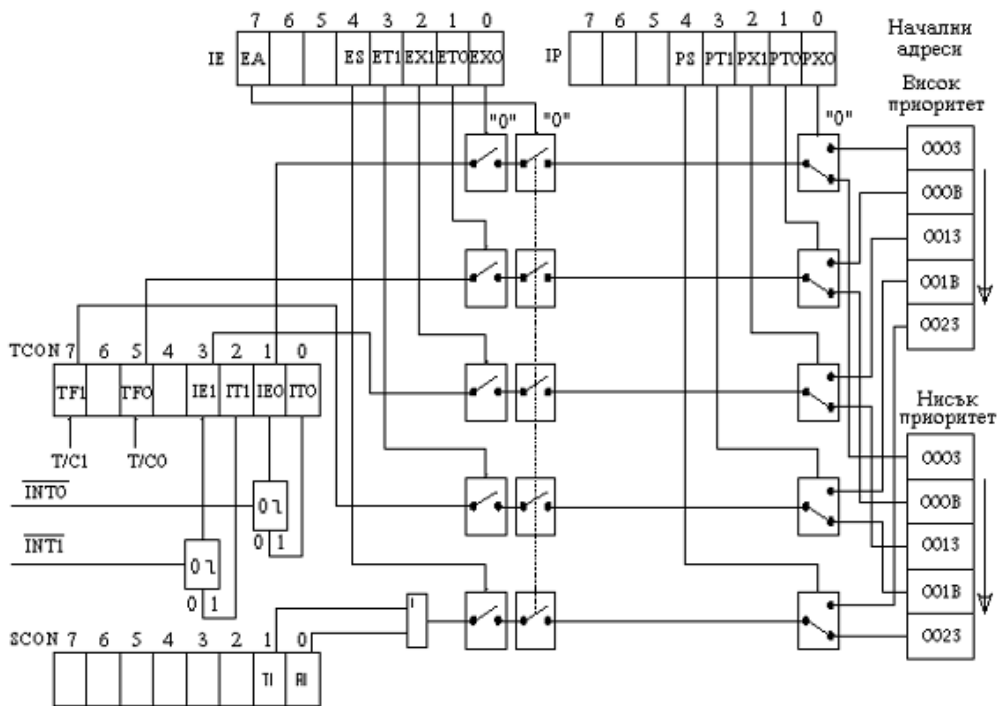 7 6 5 4 3 2 1 0
IE EA ES ET1 EX1 ET0 EX0
7 6 5 4 3 2 1 0
IP PS PT1 PX1 PT0 PX0
Начални
адреси
Висок
приоритет
"0" "0" "0"
0003
000B
0013
001B
0023
TCON 7 6 5 4 3 2 1 0
TF1 TF0 IE1 IT1 IE0 IT0
T/C1 T/C0
INT0
0
0 1
INT1
0
0 1
Нисък
приоритет
0003
000B
0013
001B
0023
SCON 7 6 5 4 3 2 1 0
TI RI